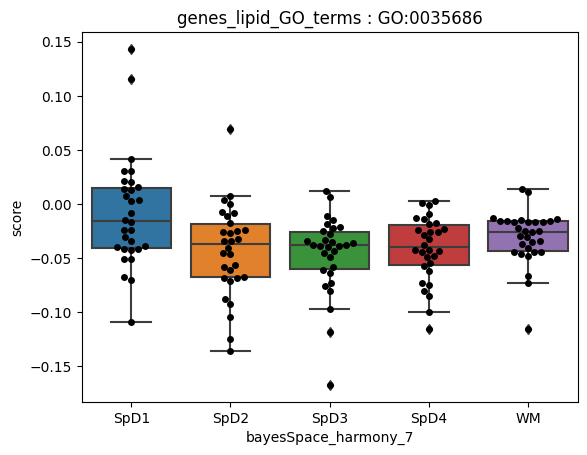 genes_lipid_GO_terms : GO:0035686
score
0.15
0.10
0.05
0.00
−0.05
−0.10
−0.15
SpD1 SpD2 SpD3 SpD4 WM
bayesSpace_harmony_7